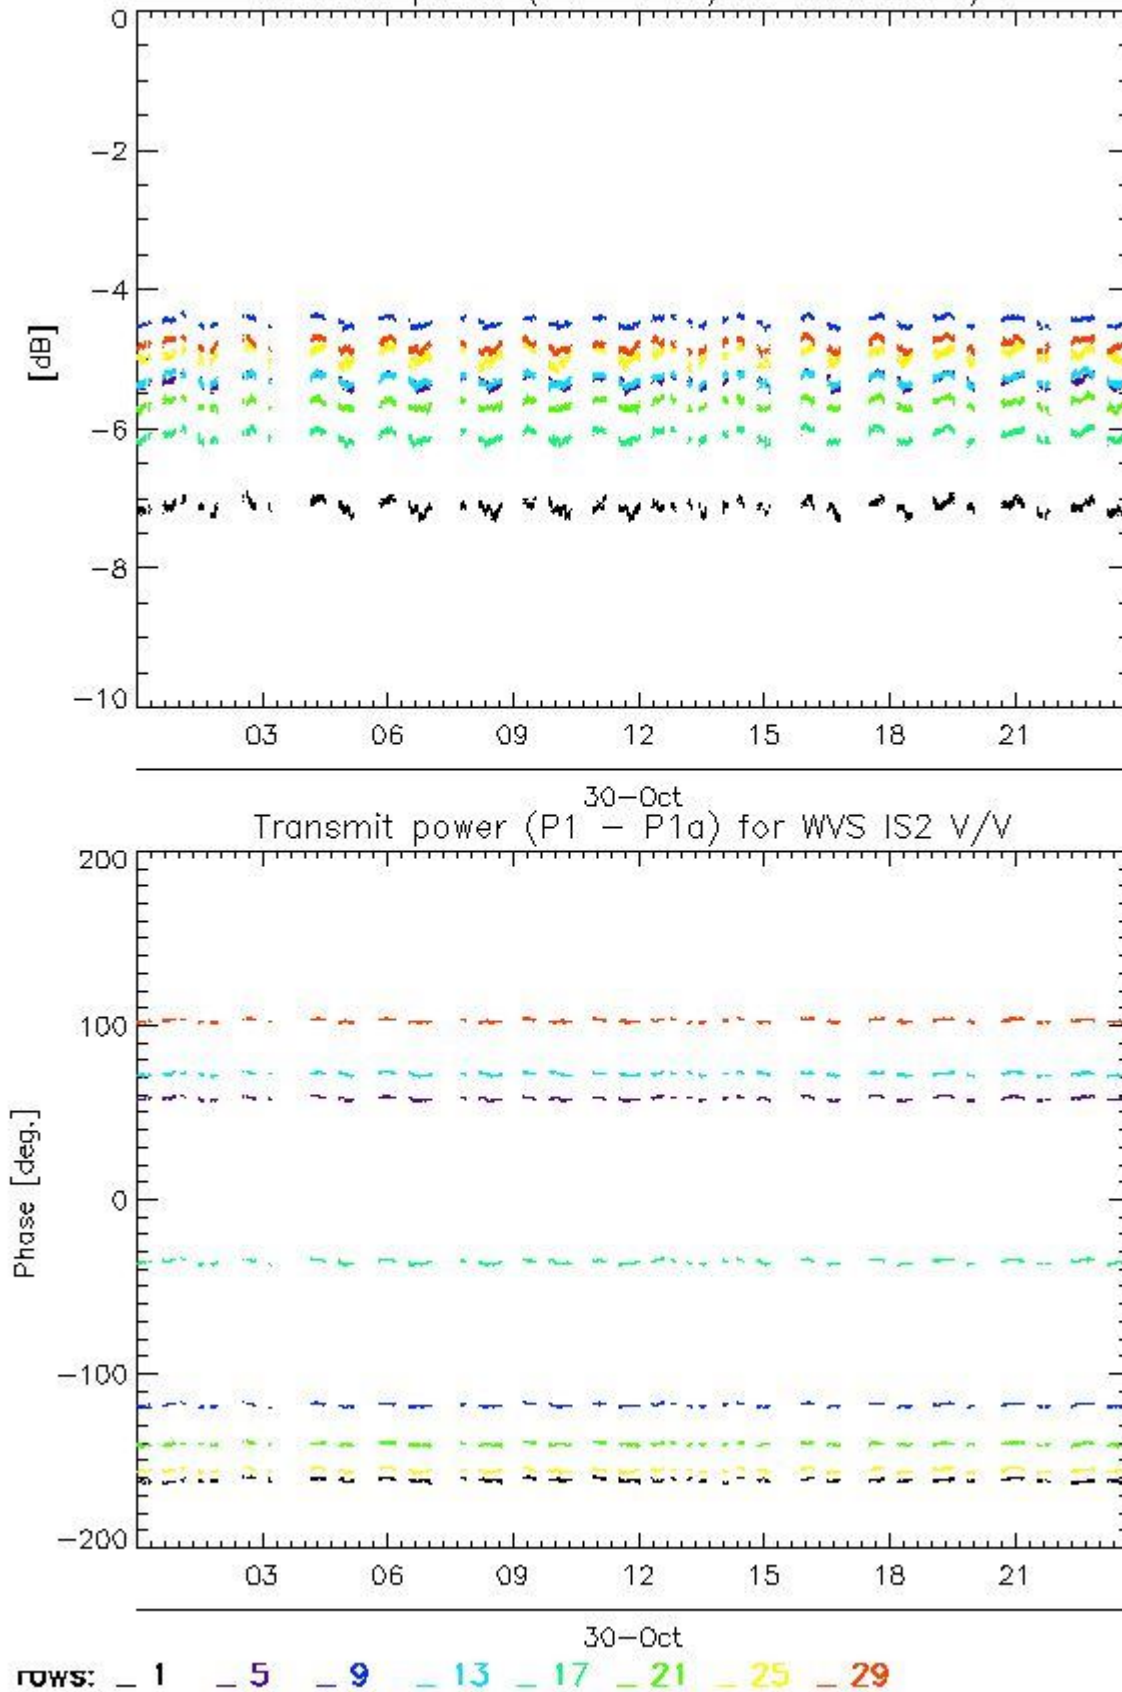 0
-2
-4
[dB]
-6
-8
-10
03 06 09 12 15 18 21
30-Oct
Transmit power (P1 - P1a) for WVS IS2 V/V
200
100
Phase [deg.]
0
-100
-200
03 06 09 12 15 18 21
30-Oct
rows: _ 1 _ 5 _ 9 _ 13 _ 17 _ 21 _ 25 _ 29